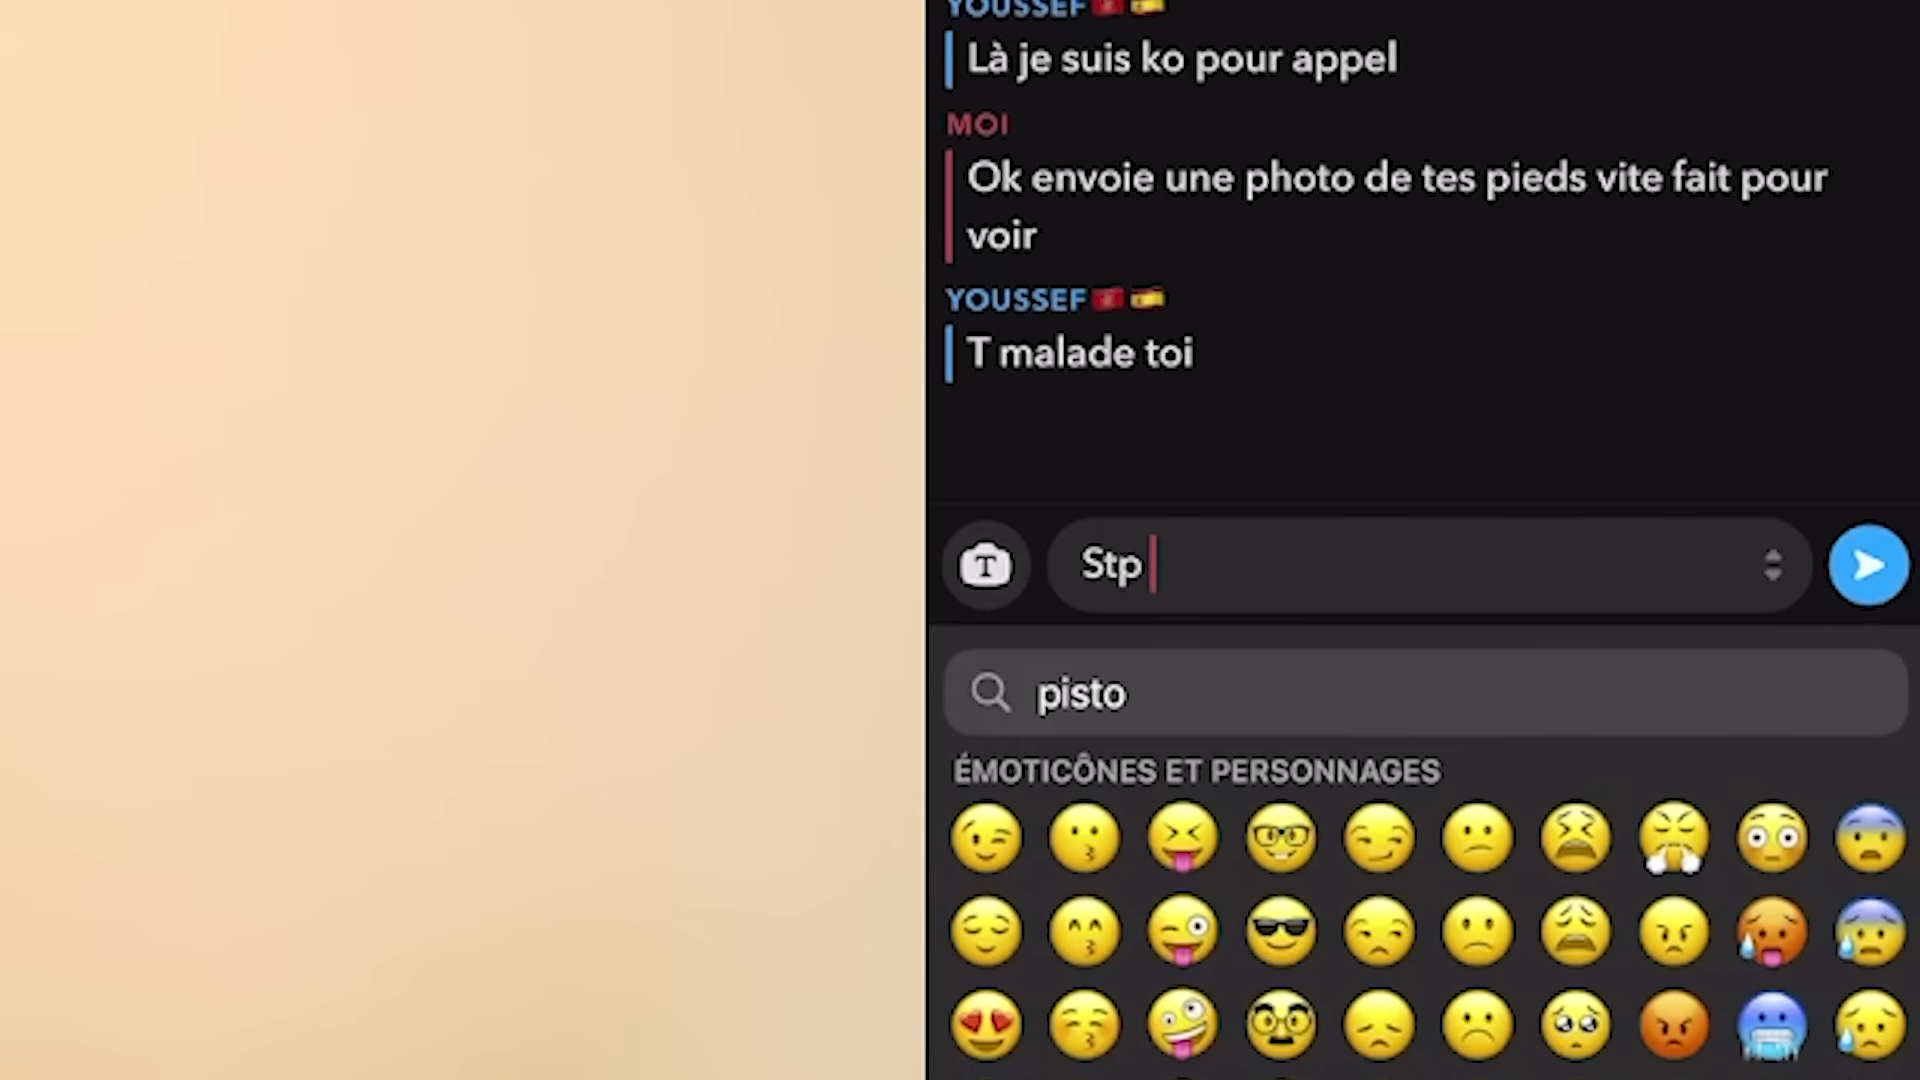 YOUSSEF
Là je suis ko pour appel
MOI
Ok envoie une photo de tes pieds vite fait pour
voir
YOUSSEF
T malade toi
T
Stp
pisto
ÉMOTICÔNES ET PERSONNAGES